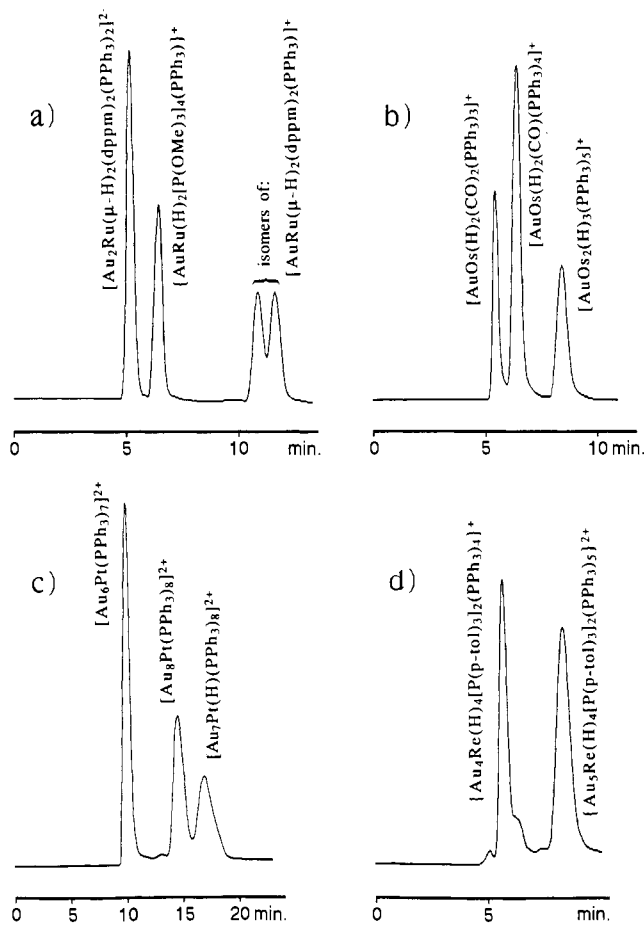 a)
[Au₂Ru(μ-H)₂(dppm)₂(PPh₃)₂]²⁻
{AuRu(H)₂[P(OMe)₃]₄(PPh₃)}⁺
isomers of:
[AuRu(μ-H)₂(dppm)₂(PPh₃)]⁺
0 5 10 min.
b)
[AuOs(H)₂(CO)₂(PPh₃)₃]⁺
[AuOs(H)₂(CO)(PPh₃)₄]⁺
[AuOs₂(H)₃(PPh₃)₅]⁺
0 5 10 min.
c)
[Au₆Pt(PPh₃)₇]²⁺
[Au₈Pt(PPh₃)₈]²⁺
[Au₇Pt(H)(PPh₃)₈]²⁺
0 10 15 20 min.
d)
{Au₄Re(H)₄[P(p-tol)₃]₂(PPh₃)₄}⁺
{Au₅Re(H)₄[P(p-tol)₃]₂(PPh₃)₅}²⁺
0 5 min.